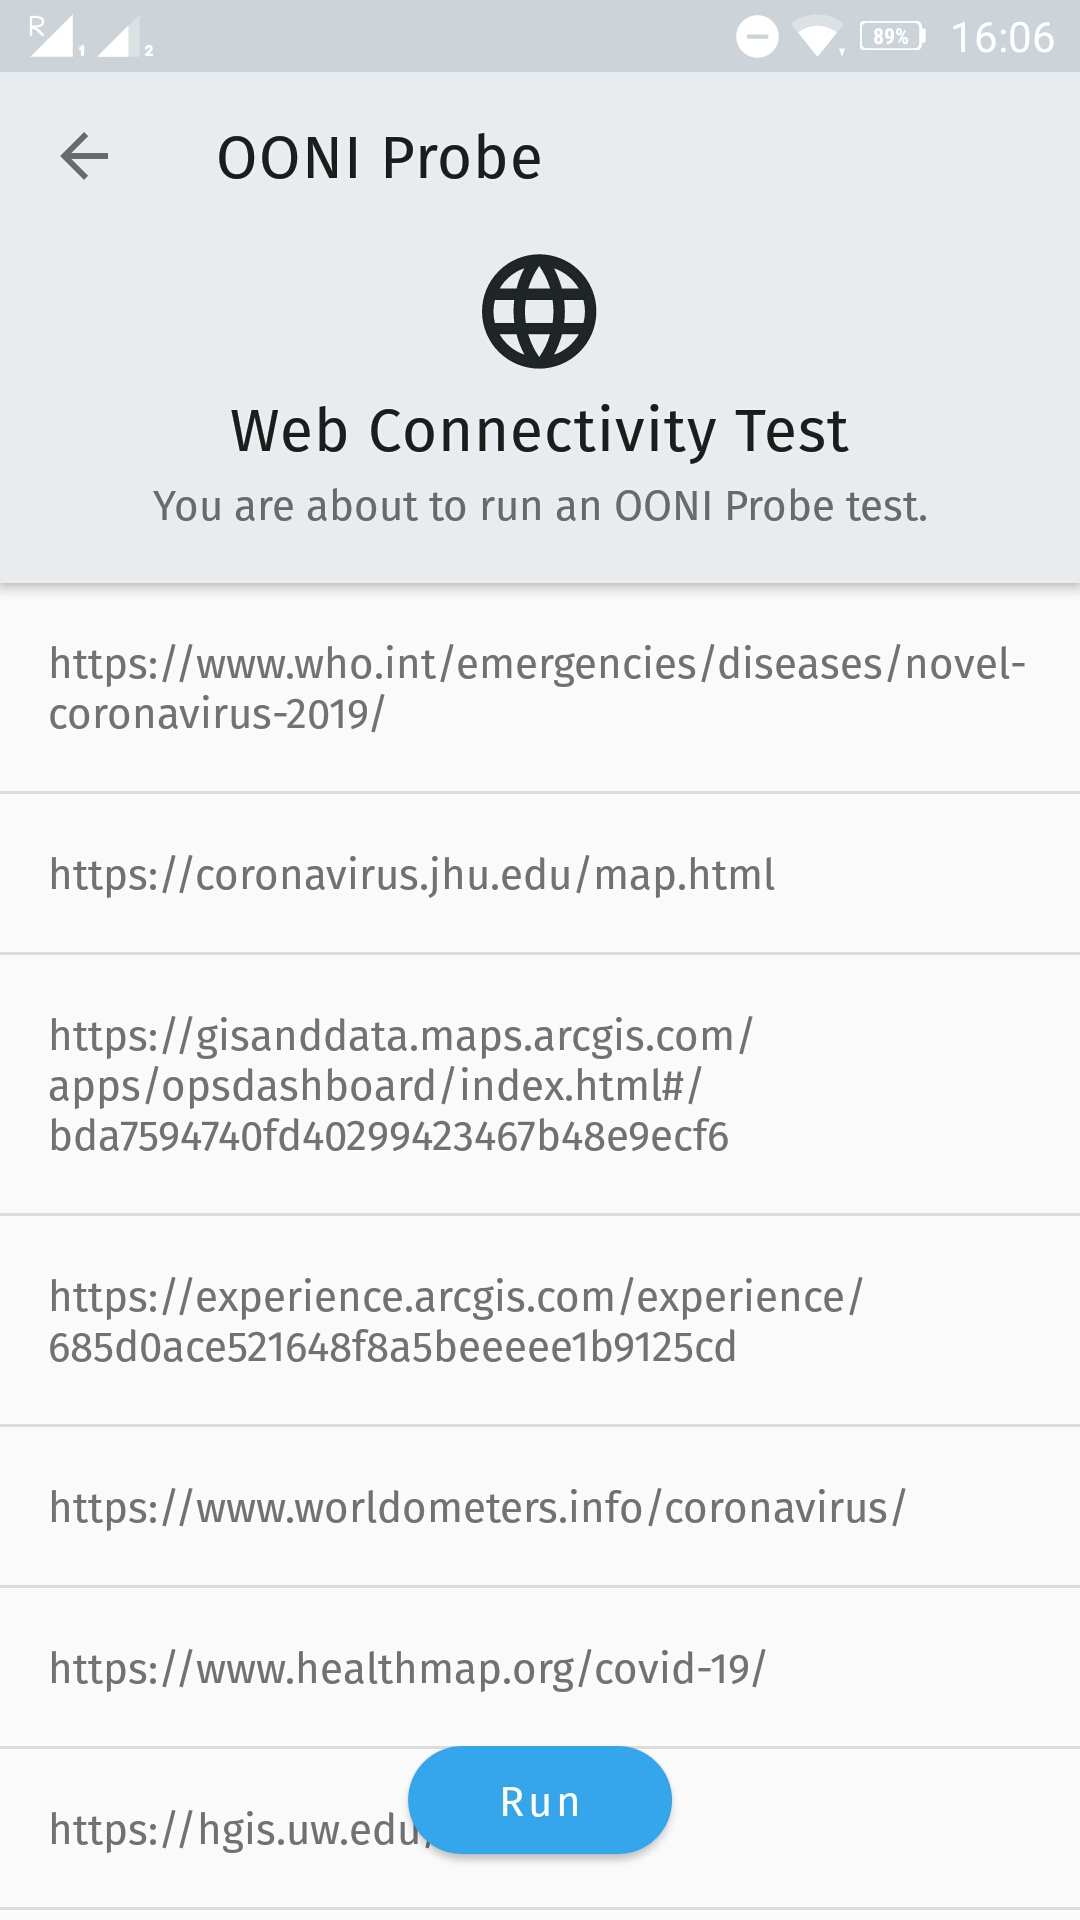 R 1 2 89% 16:06
OONI Probe
Web Connectivity Test
You are about to run an OONI Probe test.
https://www.who.int/emergencies/diseases/novel-
coronavirus-2019/
https://coronavirus.jhu.edu/map.html
https://gisanddata.maps.arcgis.com/
apps/opsdashboard/index.html#/
bda7594740fd40299423467b48e9ecf6
https://experience.arcgis.com/experience/
685d0ace521648f8a5beeeee1b9125cd
https://www.worldometers.info/coronavirus/
https://www.healthmap.org/covid-19/
Run
https://hgis.uw.edu/